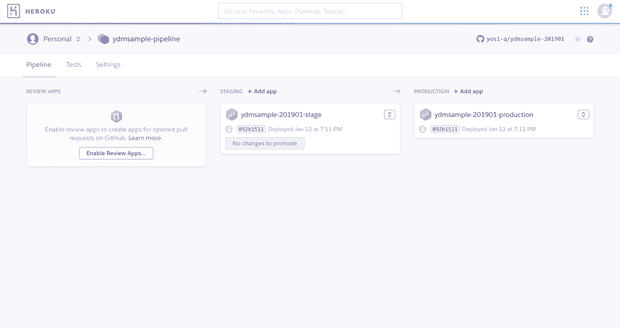 HEROKU
Jump to Favorites, Apps, Pipelines, Spaces...
Personal
ydmsample-pipeline
yosi-q/ydmsample-201901
Pipeline
Tests
Settings
REVIEW APPS
Enable review apps to create apps for opened pull
requests on GitHub. Learn more.
Enable Review Apps...
STAGING
+ Add app
ydmsample-201901-stage
092b1511 Deployed Jan 12 at 7:11 PM
No changes to promote
PRODUCTION
+ Add app
ydmsample-201901-production
092b1511 Deployed Jan 12 at 7:12 PM